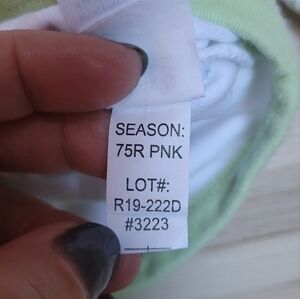 SEASON:
75R PNK
LOT#:
R19-222D
#3223